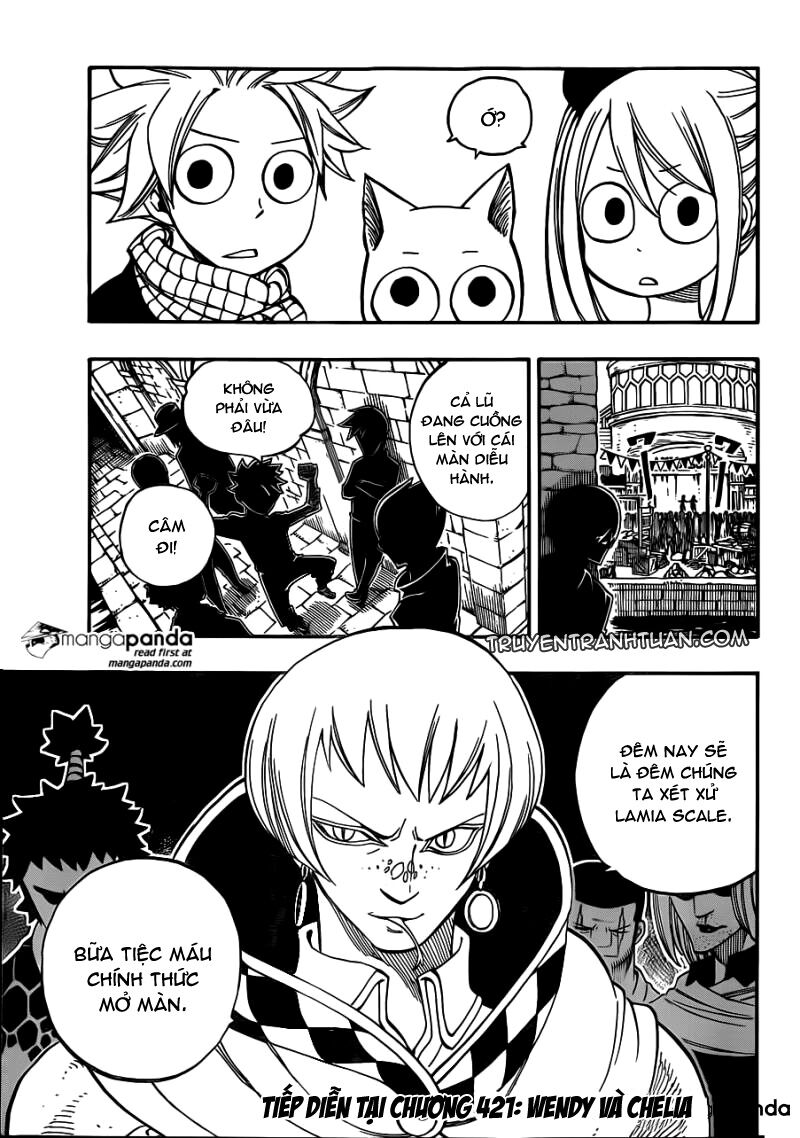 Ớ?
KHÔNG
PHẢI VỪA
ĐÂU!
CẢ LŨ
ĐANG CUỒNG
LÊN VỚI CÁI
MÀN DIỄU
HÀNH.
CÂM
ĐI!
mangapanda
read first at
mangapanda.com
TRUYENTRANHTUAN.COM
ĐÊM NAY SẼ
LÀ ĐÊM CHÚNG
TA XÉT XỬ
LAMIA SCALE.
BỮA TIỆC MÁU
CHÍNH THỨC
MỞ MÀN.
TIẾP DIỄN TẠI CHƯƠNG 421: WENDY VÀ CHELIA